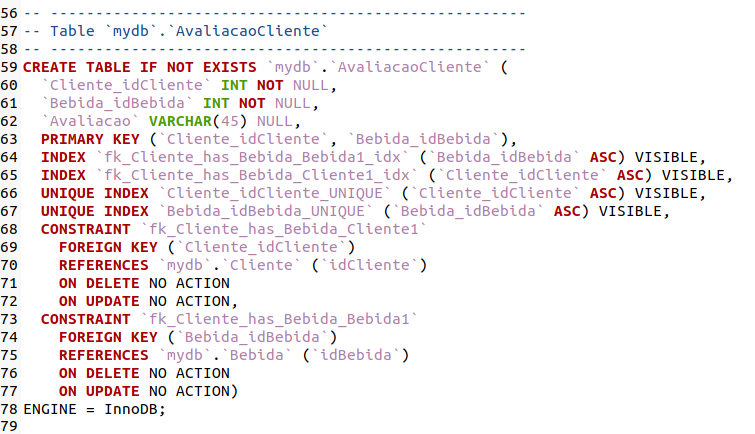 56 -- -----------------------------------------------------
57 -- Table `mydb`.`AvaliacaoCliente`
58 -- -----------------------------------------------------
59 CREATE TABLE IF NOT EXISTS `mydb`.`AvaliacaoCliente` (
60   `Cliente_idCliente` INT NOT NULL,
61   `Bebida_idBebida` INT NOT NULL,
62   `Avaliacao` VARCHAR(45) NULL,
63   PRIMARY KEY (`Cliente_idCliente`, `Bebida_idBebida`),
64   INDEX `fk_Cliente_has_Bebida_Bebida1_idx` (`Bebida_idBebida` ASC) VISIBLE,
65   INDEX `fk_Cliente_has_Bebida_Cliente1_idx` (`Cliente_idCliente` ASC) VISIBLE,
66   UNIQUE INDEX `Cliente_idCliente_UNIQUE` (`Cliente_idCliente` ASC) VISIBLE,
67   UNIQUE INDEX `Bebida_idBebida_UNIQUE` (`Bebida_idBebida` ASC) VISIBLE,
68   CONSTRAINT `fk_Cliente_has_Bebida_Cliente1`
69     FOREIGN KEY (`Cliente_idCliente`)
70     REFERENCES `mydb`.`Cliente` (`idCliente`)
71     ON DELETE NO ACTION
72     ON UPDATE NO ACTION,
73   CONSTRAINT `fk_Cliente_has_Bebida_Bebida1`
74     FOREIGN KEY (`Bebida_idBebida`)
75     REFERENCES `mydb`.`Bebida` (`idBebida`)
76     ON DELETE NO ACTION
77     ON UPDATE NO ACTION)
78 ENGINE = InnoDB;
79